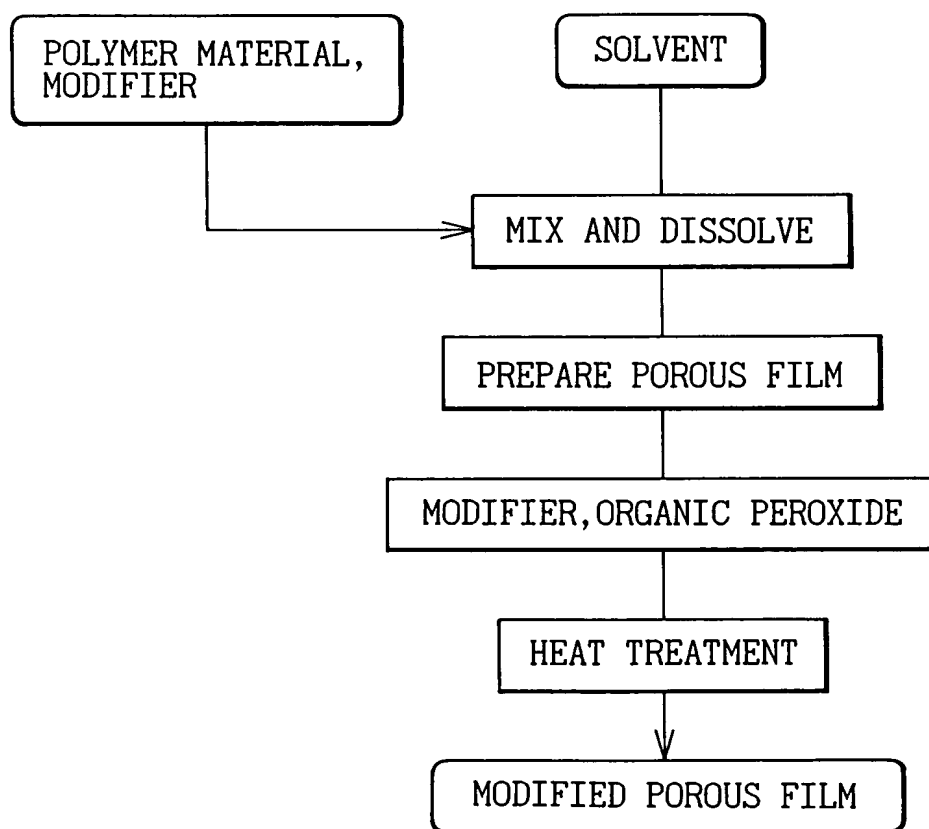 POLYMER MATERIAL,
MODIFIER
SOLVENT
MIX AND DISSOLVE
PREPARE POROUS FILM
MODIFIER,ORGANIC PEROXIDE
HEAT TREATMENT
MODIFIED POROUS FILM